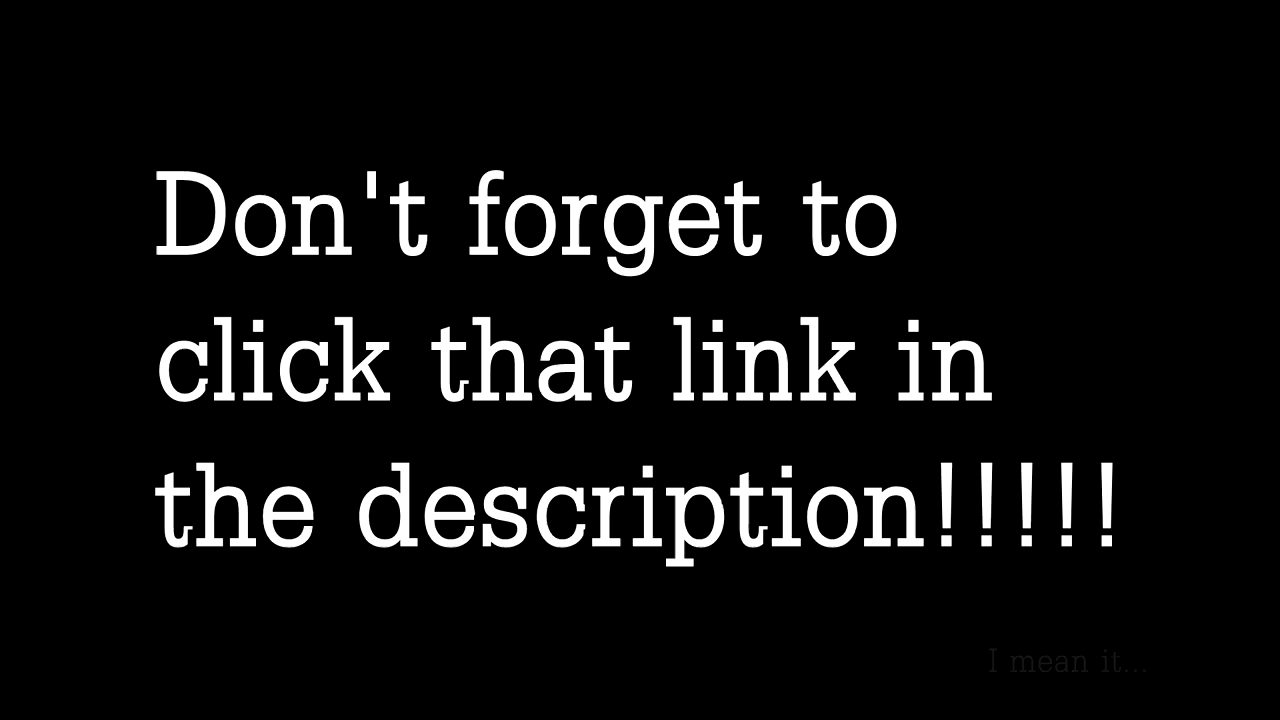 Don't forget to
click that link in
the description!!!!!
I mean it...